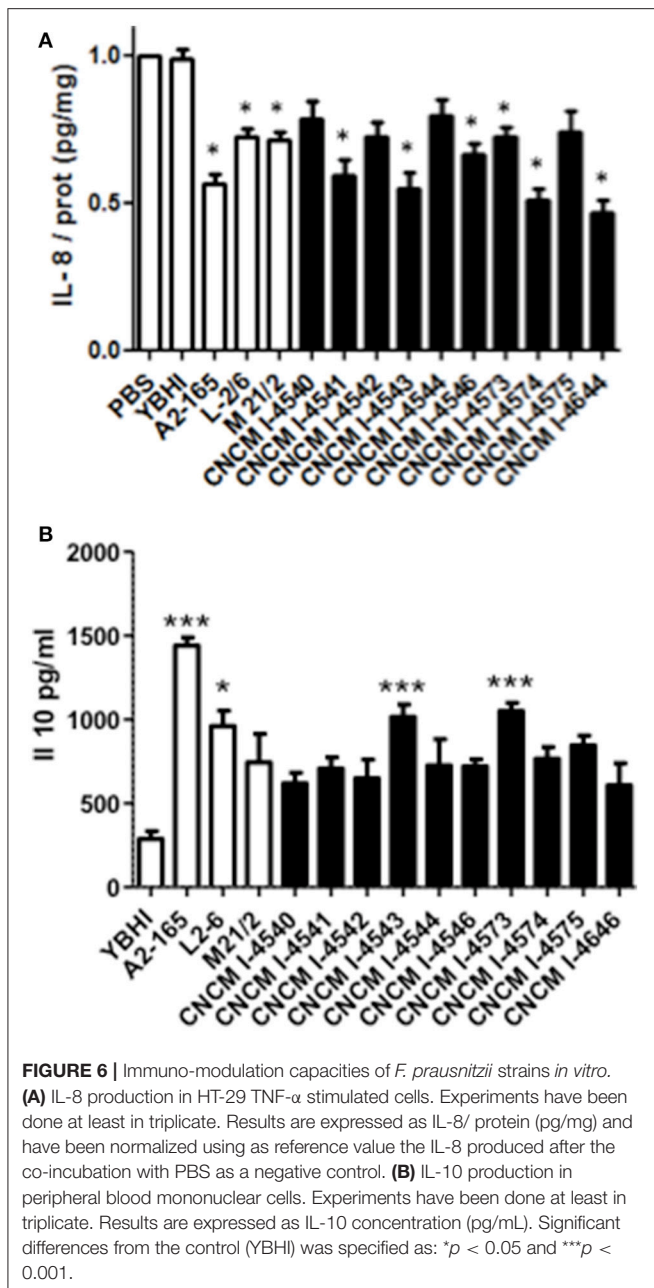 A
IL-8 / prot (pg/mg)
1.0
0.5
0.0
* * * * * * * * *
PBS
YBHI
A2-165
L-2/6
M 21/2
CNCM I-4540
CNCM I-4541
CNCM I-4542
CNCM I-4543
CNCM I-4544
CNCM I-4546
CNCM I-4573
CNCM I-4574
CNCM I-4575
CNCM I-4644
B
Il 10 pg/ml
2000
1500
1000
500
0
*** * *** ***
YBHI
A2-165
L2-6
M21/2
CNCM I-4540
CNCM I-4541
CNCM I-4542
CNCM I-4543
CNCM I-4544
CNCM I-4546
CNCM I-4573
CNCM I-4574
CNCM I-4575
CNCM I-4646
FIGURE 6 | Immuno-modulation capacities of F. prausnitzii strains in vitro.
(A) IL-8 production in HT-29 TNF-α stimulated cells. Experiments have been
done at least in triplicate. Results are expressed as IL-8/ protein (pg/mg) and
have been normalized using as reference value the IL-8 produced after the
co-incubation with PBS as a negative control. (B) IL-10 production in
peripheral blood mononuclear cells. Experiments have been done at least in
triplicate. Results are expressed as IL-10 concentration (pg/mL). Significant
differences from the control (YBHI) was specified as: *p < 0.05 and ***p <
0.001.